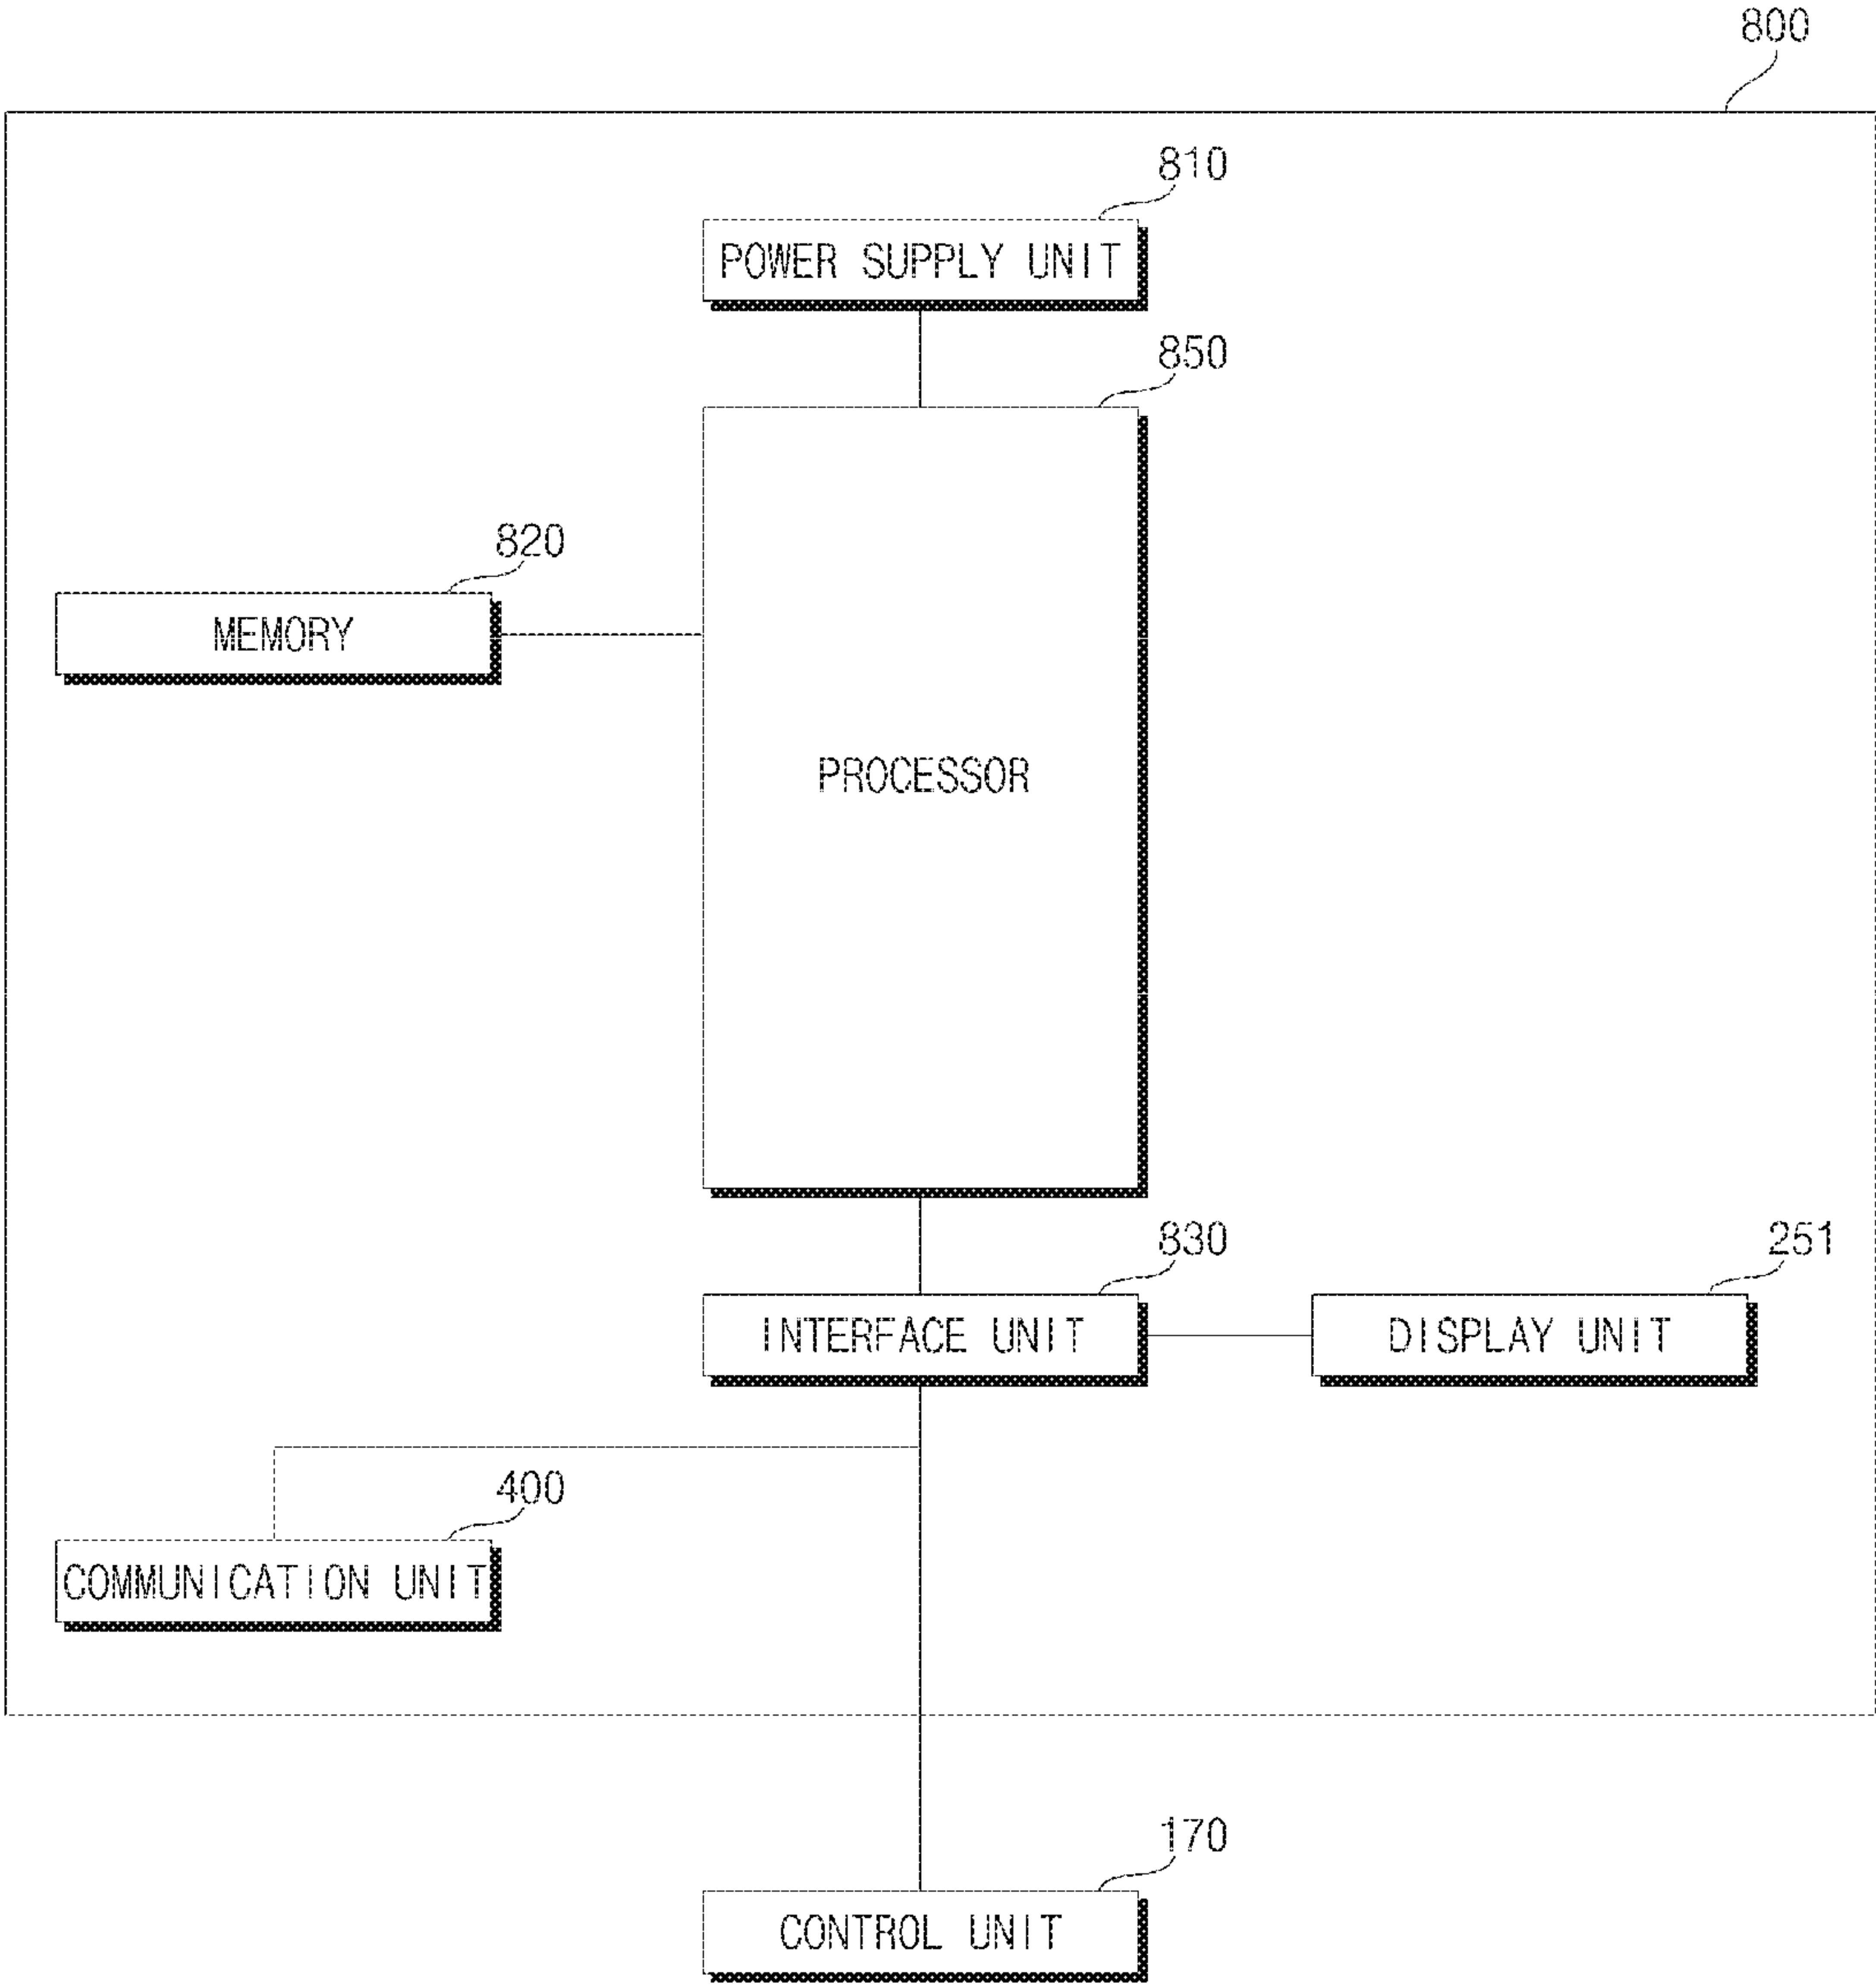 800
810
POWER SUPPLY UNIT
850
820
MEMORY
PROCESSOR
830
251
INTERFACE UNIT
DISPLAY UNIT
400
COMMUNICATION UNIT
170
CONTROL UNIT